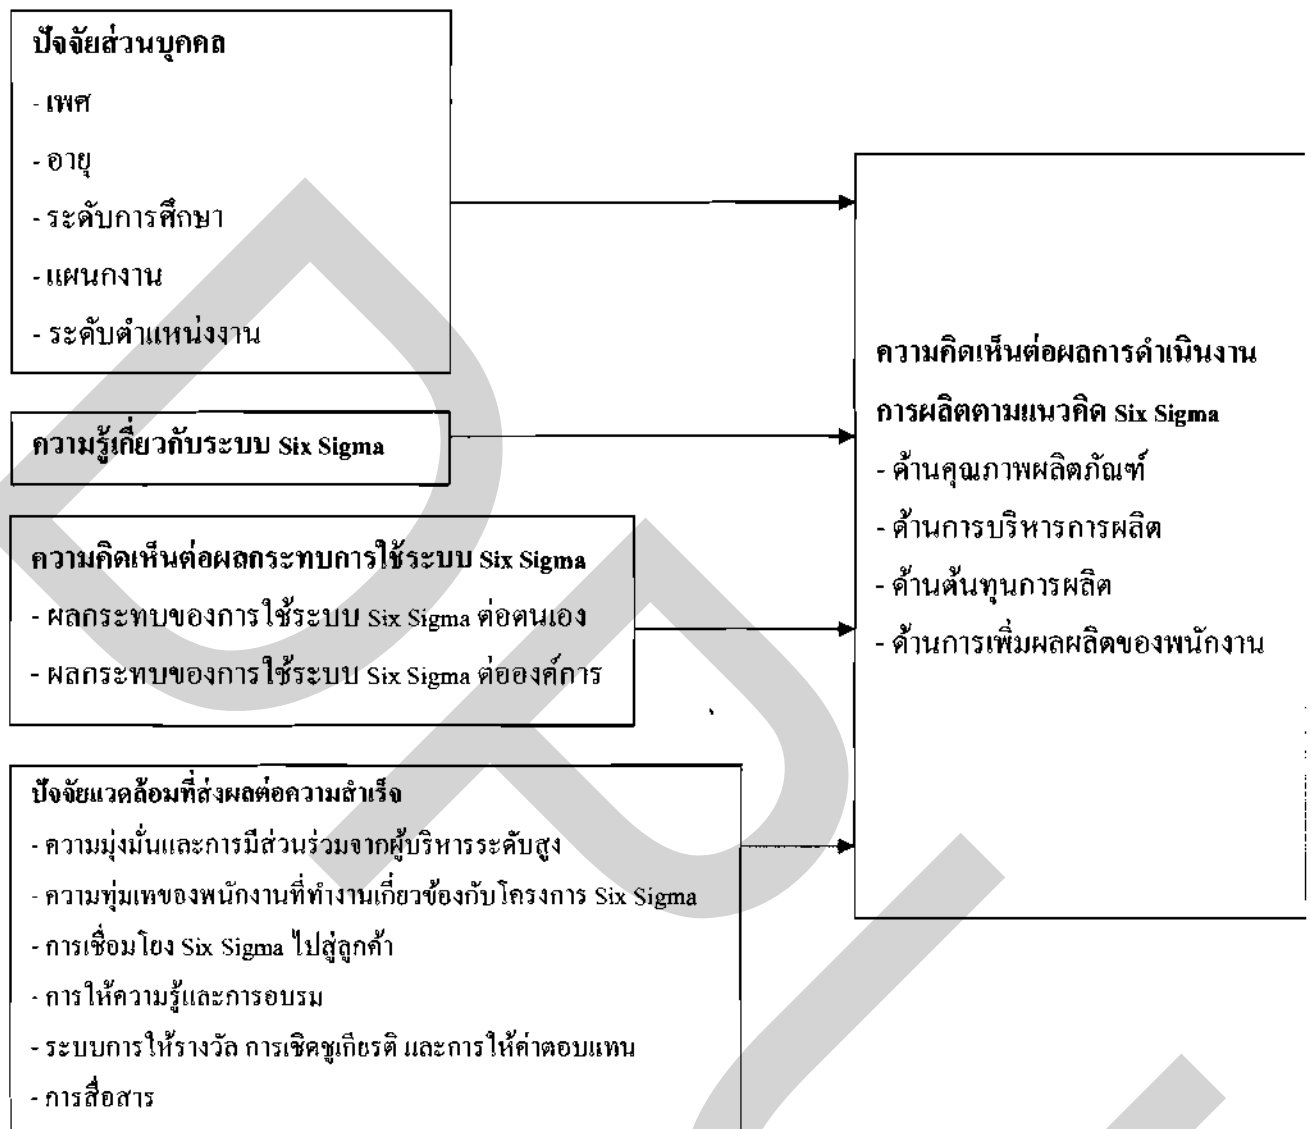 ปัจจัยส่วนบุคคล
- เพศ
- อายุ
- ระดับการศึกษา
- แผนกงาน
- ระดับตำแหน่งงาน
ความรู้เกี่ยวกับระบบ Six Sigma
ความคิดเห็นต่อผลกระทบการใช้ระบบ Six Sigma
- ผลกระทบของการใช้ระบบ Six Sigma ต่อตนเอง
- ผลกระทบของการใช้ระบบ Six Sigma ต่อองค์การ
ปัจจัยแวดล้อมที่ส่งผลต่อความสำเร็จ
- ความมุ่งมั่นและการมีส่วนร่วมจากผู้บริหารระดับสูง
- ความทุ่มเทของพนักงานที่ทำงานเกี่ยวข้องกับโครงการ Six Sigma
- การเชื่อมโยง Six Sigma ไปสู่ลูกค้า
- การให้ความรู้และการอบรม
- ระบบการให้รางวัล การเชิดชูเกียรติ และการให้ค่าตอบแทน
- การสื่อสาร
ความคิดเห็นต่อผลการดำเนินงาน
การผลิตตามแนวคิด Six Sigma
- ด้านคุณภาพผลิตภัณฑ์
- ด้านการบริหารการผลิต
- ด้านต้นทุนการผลิต
- ด้านการเพิ่มผลผลิตของพนักงาน